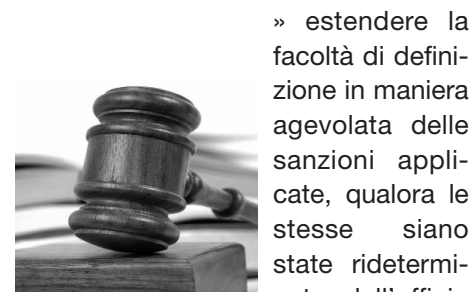 » estendere la
facoltà di defini-
zione in maniera
agevolata delle
sanzioni appli-
cate, qualora le
stesse siano
state ridetermi-